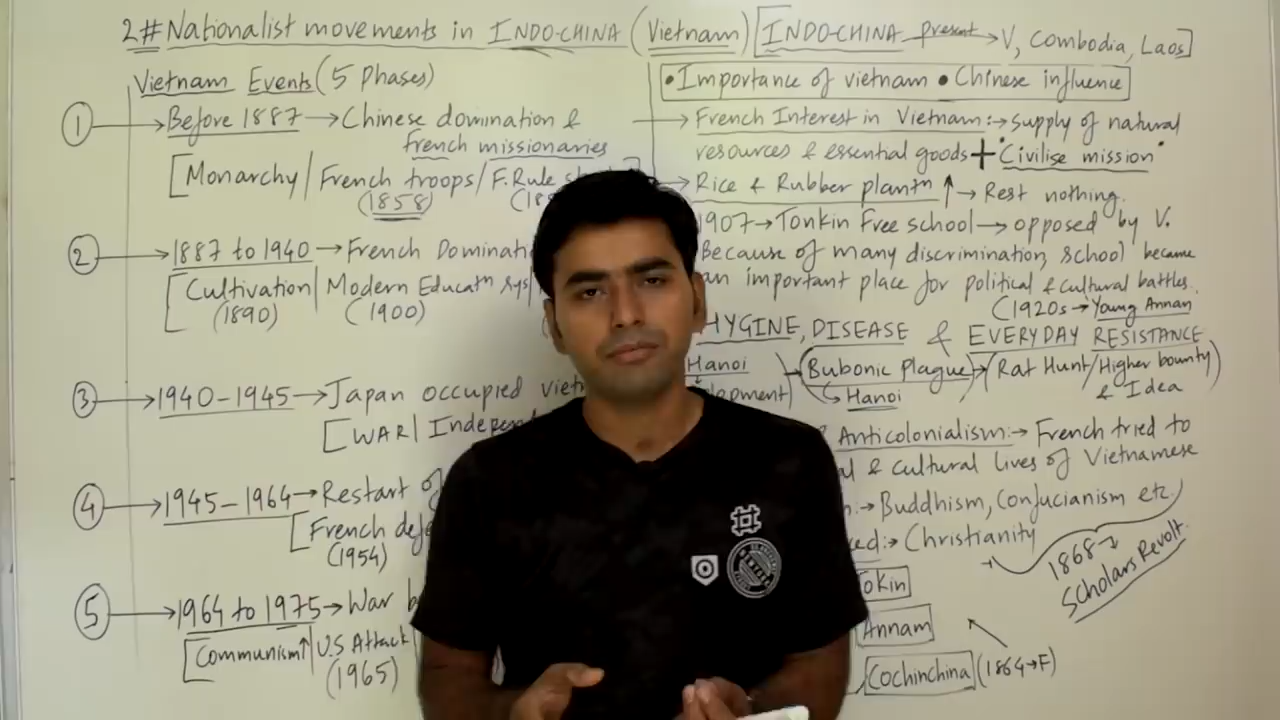 2# Nationalist movements in INDO-CHINA (Vietnam) [INDO-CHINA present → V, Combodia, Laos]
Vietnam Events (5 Phases)
① → Before 1887 → Chinese domination &
french missionaries
[Monarchy / French troops / F. Rule
(1858)
② → 1887 to 1940 → French Dominati
[Cultivation | Modern Educatn sys
(1890) (1900)
③ → 1940-1945 → Japan occupied viet
[WAR | Indepen
④ → 1945-1964 → Restart of
[French def
(1954)
⑤ → 1964 to 1975 → War b
[Communism↑ | U.S Attack
(1965)
• Importance of vietnam • Chinese influence
→ French Interest in Vietnam :→ supply of natural
resources & essential goods + "Civilise mission"
→ Rice & Rubber plantn ↑ → Rest nothing.
1907 → Tonkin Free school → opposed by V.
Because of many discrimination, school became
an important place for political & cultural battles.
(1920s → Young Annan
HYGINE, DISEASE & EVERYDAY RESISTANCE
Hanoi Bubonic Plague → (Rat Hunt / Higher bounty)
lopment) → Hanoi & Idea
& Anticolonialism :→ French tried to
l & cultural lives of Vietnamese
n :→ Buddhism, Confucianism etc.
ced :→ Christianity
1868 →
Scholars Revolt.
okin
Annam
Cochinchina (1864→F)